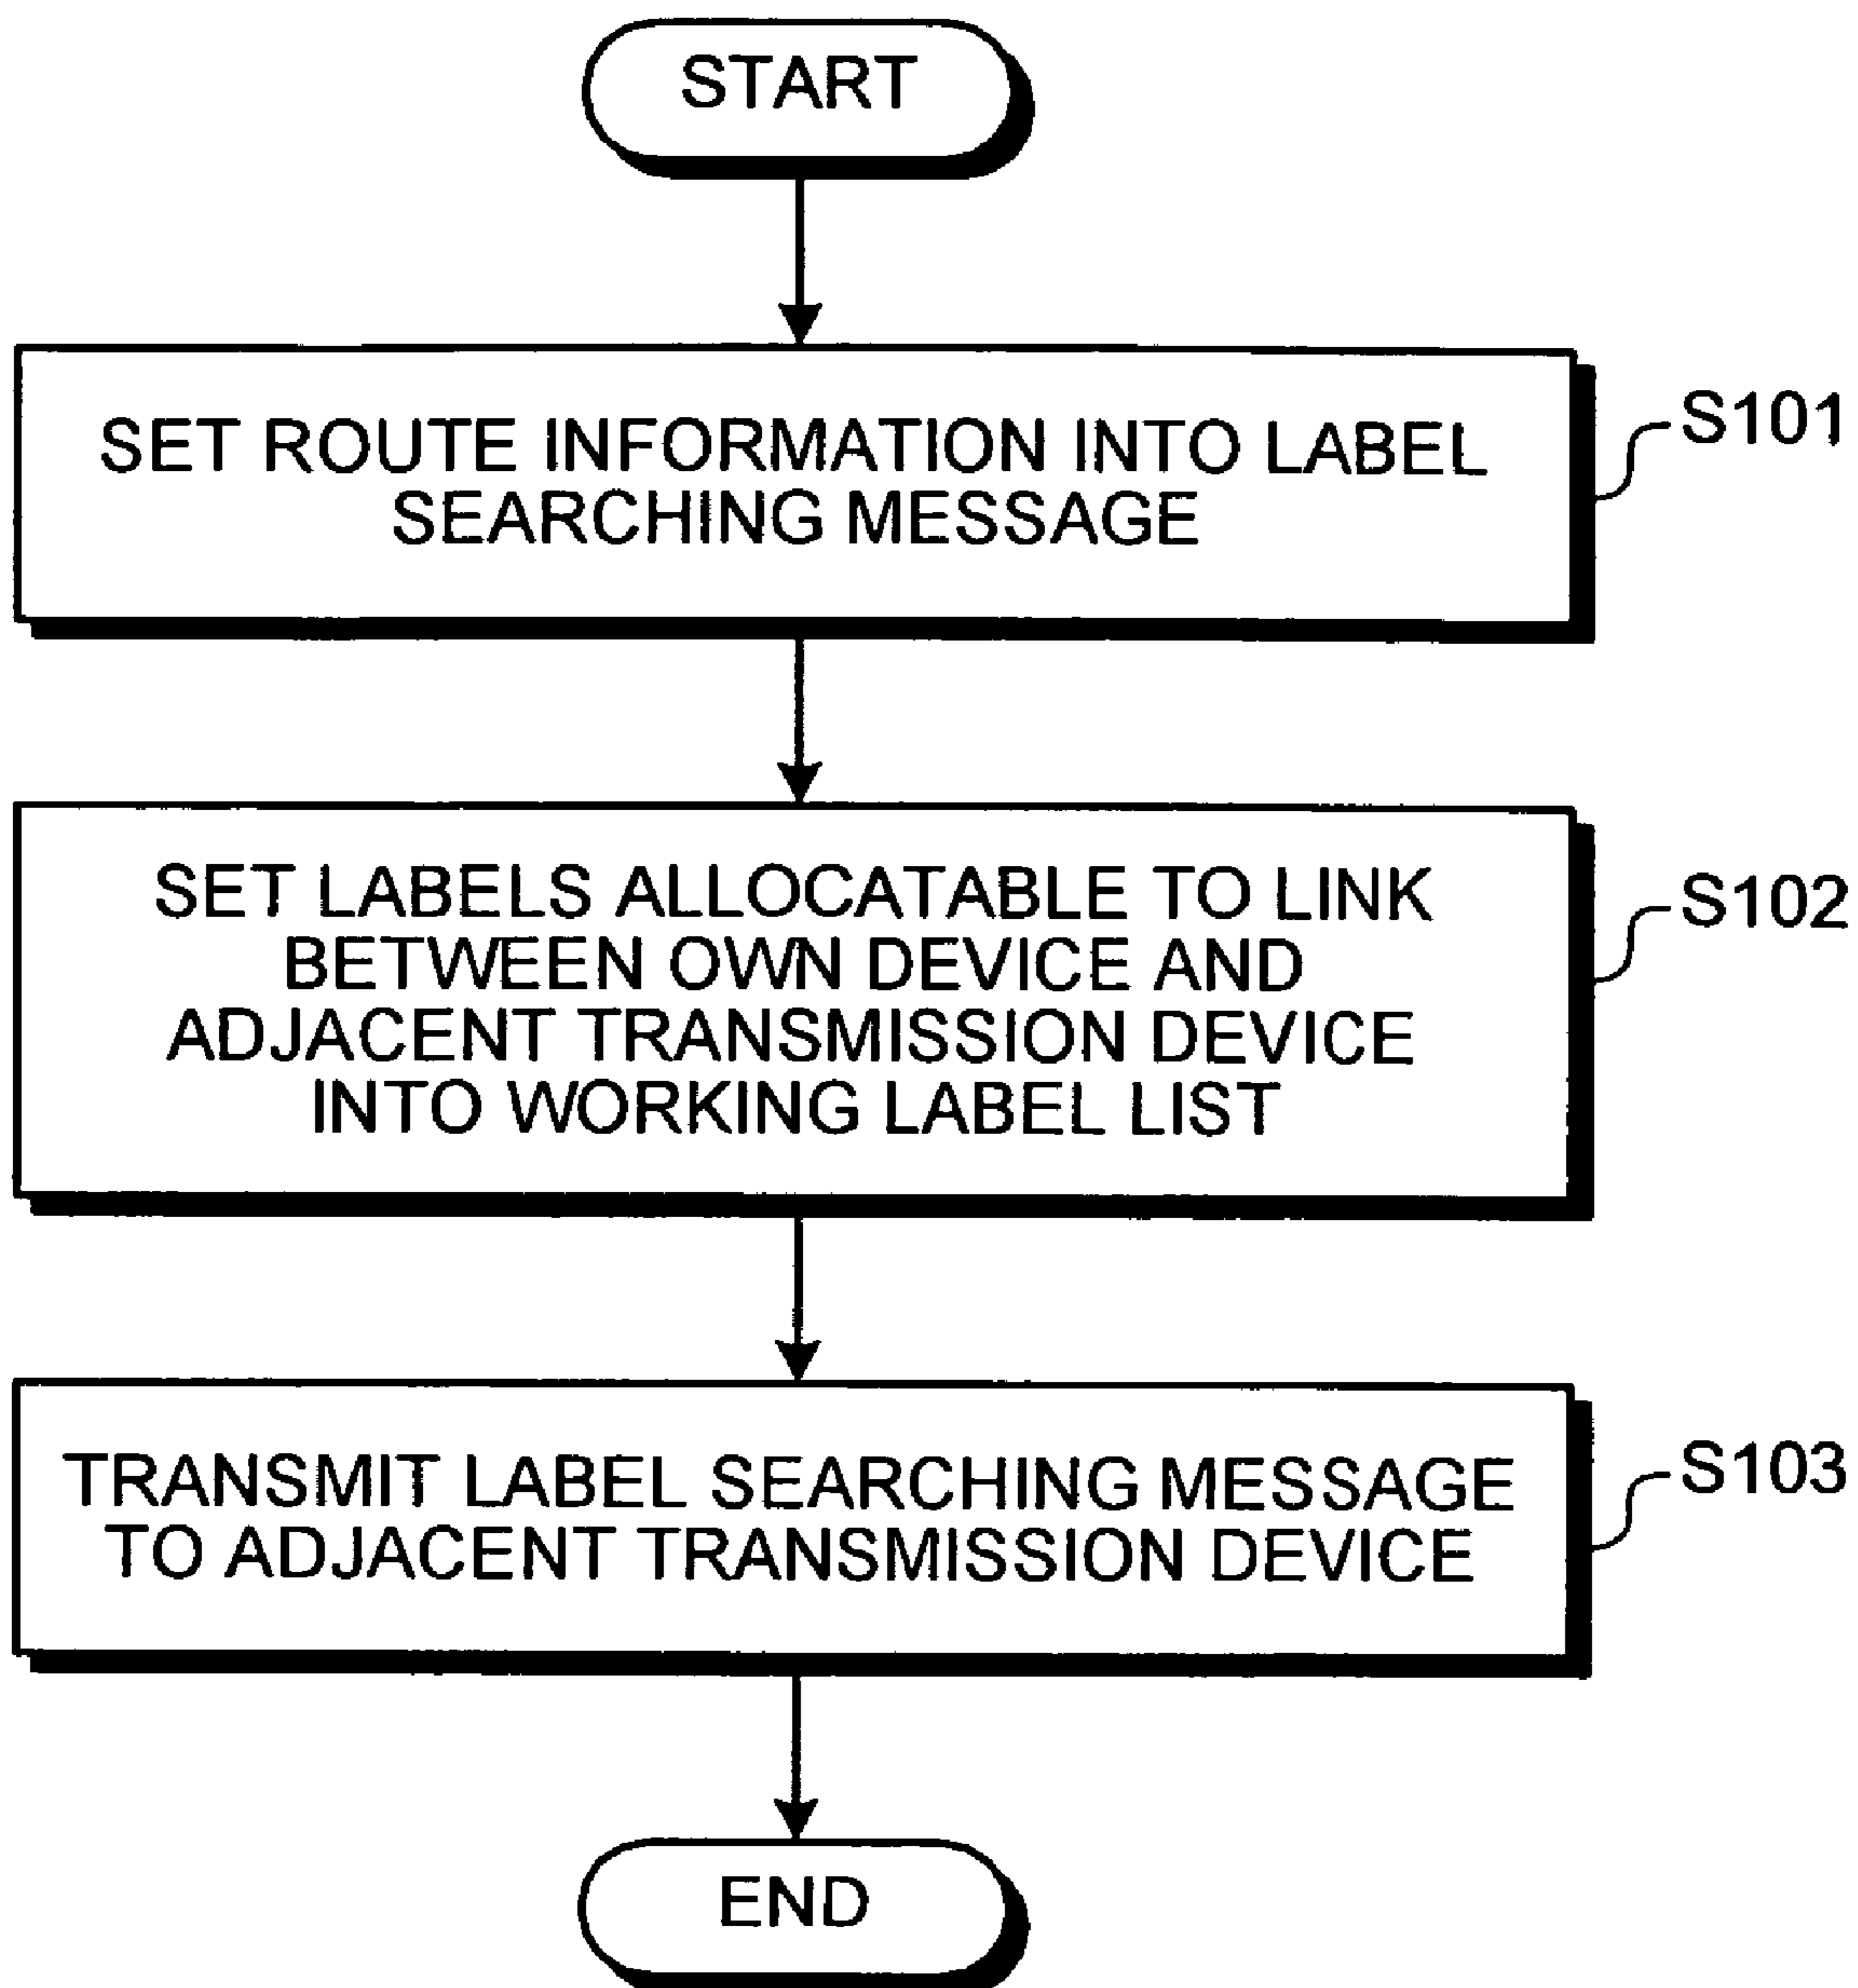 START
SET ROUTE INFORMATION INTO LABEL
SEARCHING MESSAGE
S101
SET LABELS ALLOCATABLE TO LINK
BETWEEN OWN DEVICE AND
ADJACENT TRANSMISSION DEVICE
INTO WORKING LABEL LIST
S102
TRANSMIT LABEL SEARCHING MESSAGE
TO ADJACENT TRANSMISSION DEVICE
S103
END